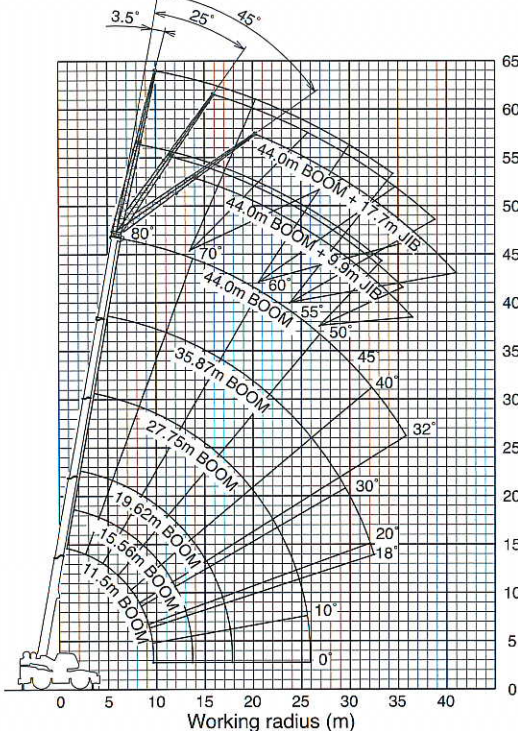 3.5° 25° 45°
65
60
55
50
45
40
35
30
25
20
15
10
5
0
44.0m BOOM + 17.7m JIB
44.0m BOOM + 9.9m JIB
80°
70°
60°
55°
50°
45
40°
32°
30°
20°
18°
10°
0°
44.0m BOOM
35.87m BOOM
27.75m BOOM
19.62m BOOM
15.56m BOOM
11.5m BOOM
0 5 10 15 20 25 30 35 40 45
Working radius (m)